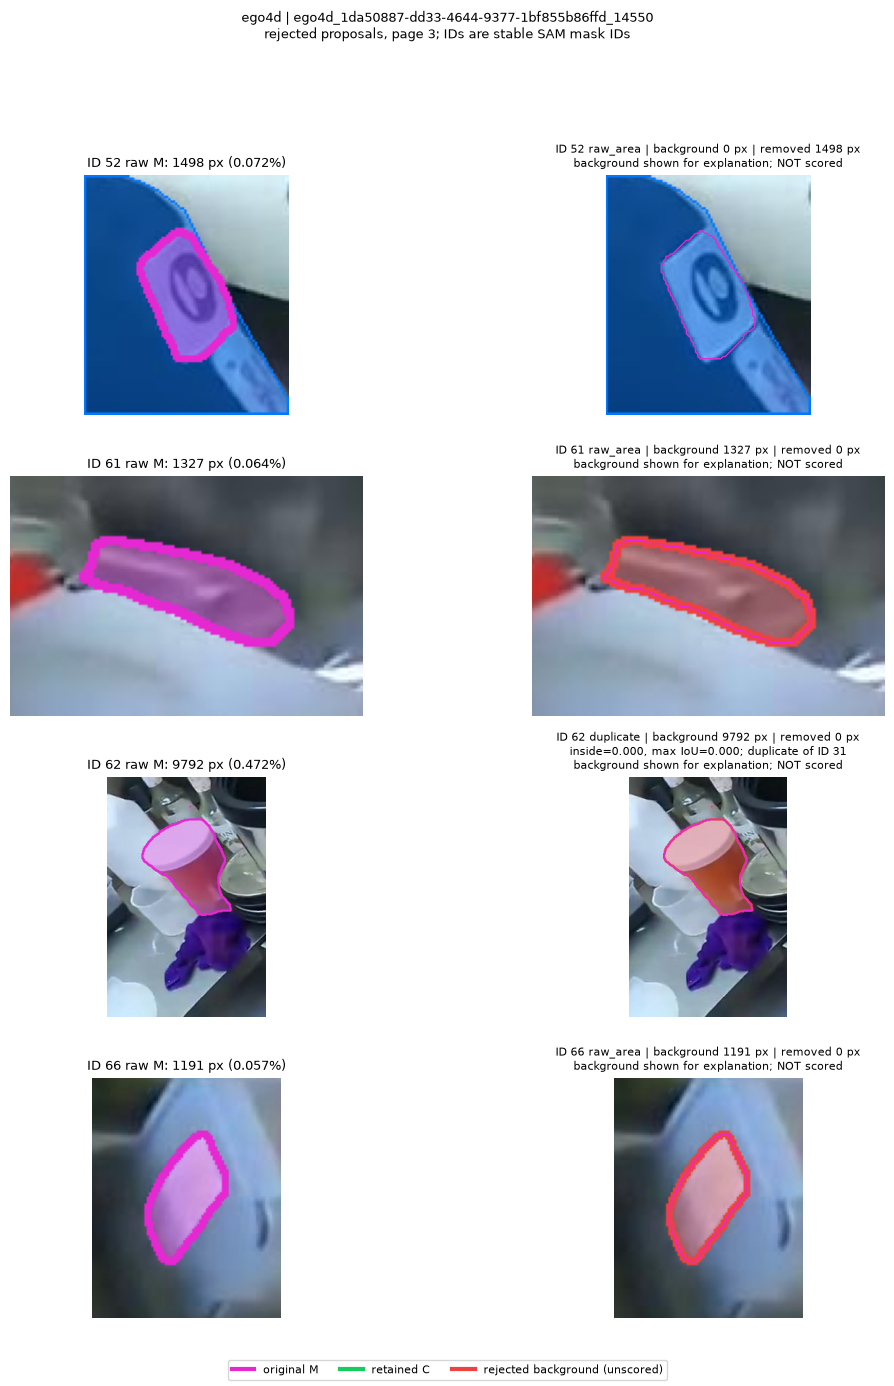 ego4d | ego4d_1da50887-dd33-4644-9377-1bf855b86ffd_14550
rejected proposals, page 3; IDs are stable SAM mask IDs
ID 52 raw M: 1498 px (0.072%)
ID 52 raw_area | background 0 px | removed 1498 px
background shown for explanation; NOT scored
ID 61 raw M: 1327 px (0.064%)
ID 61 raw_area | background 1327 px | removed 0 px
background shown for explanation; NOT scored
ID 62 raw M: 9792 px (0.472%)
ID 62 duplicate | background 9792 px | removed 0 px
inside=0.000, max IoU=0.000; duplicate of ID 31
background shown for explanation; NOT scored
ID 66 raw M: 1191 px (0.057%)
ID 66 raw_area | background 1191 px | removed 0 px
background shown for explanation; NOT scored
original M
retained C
rejected background (unscored)